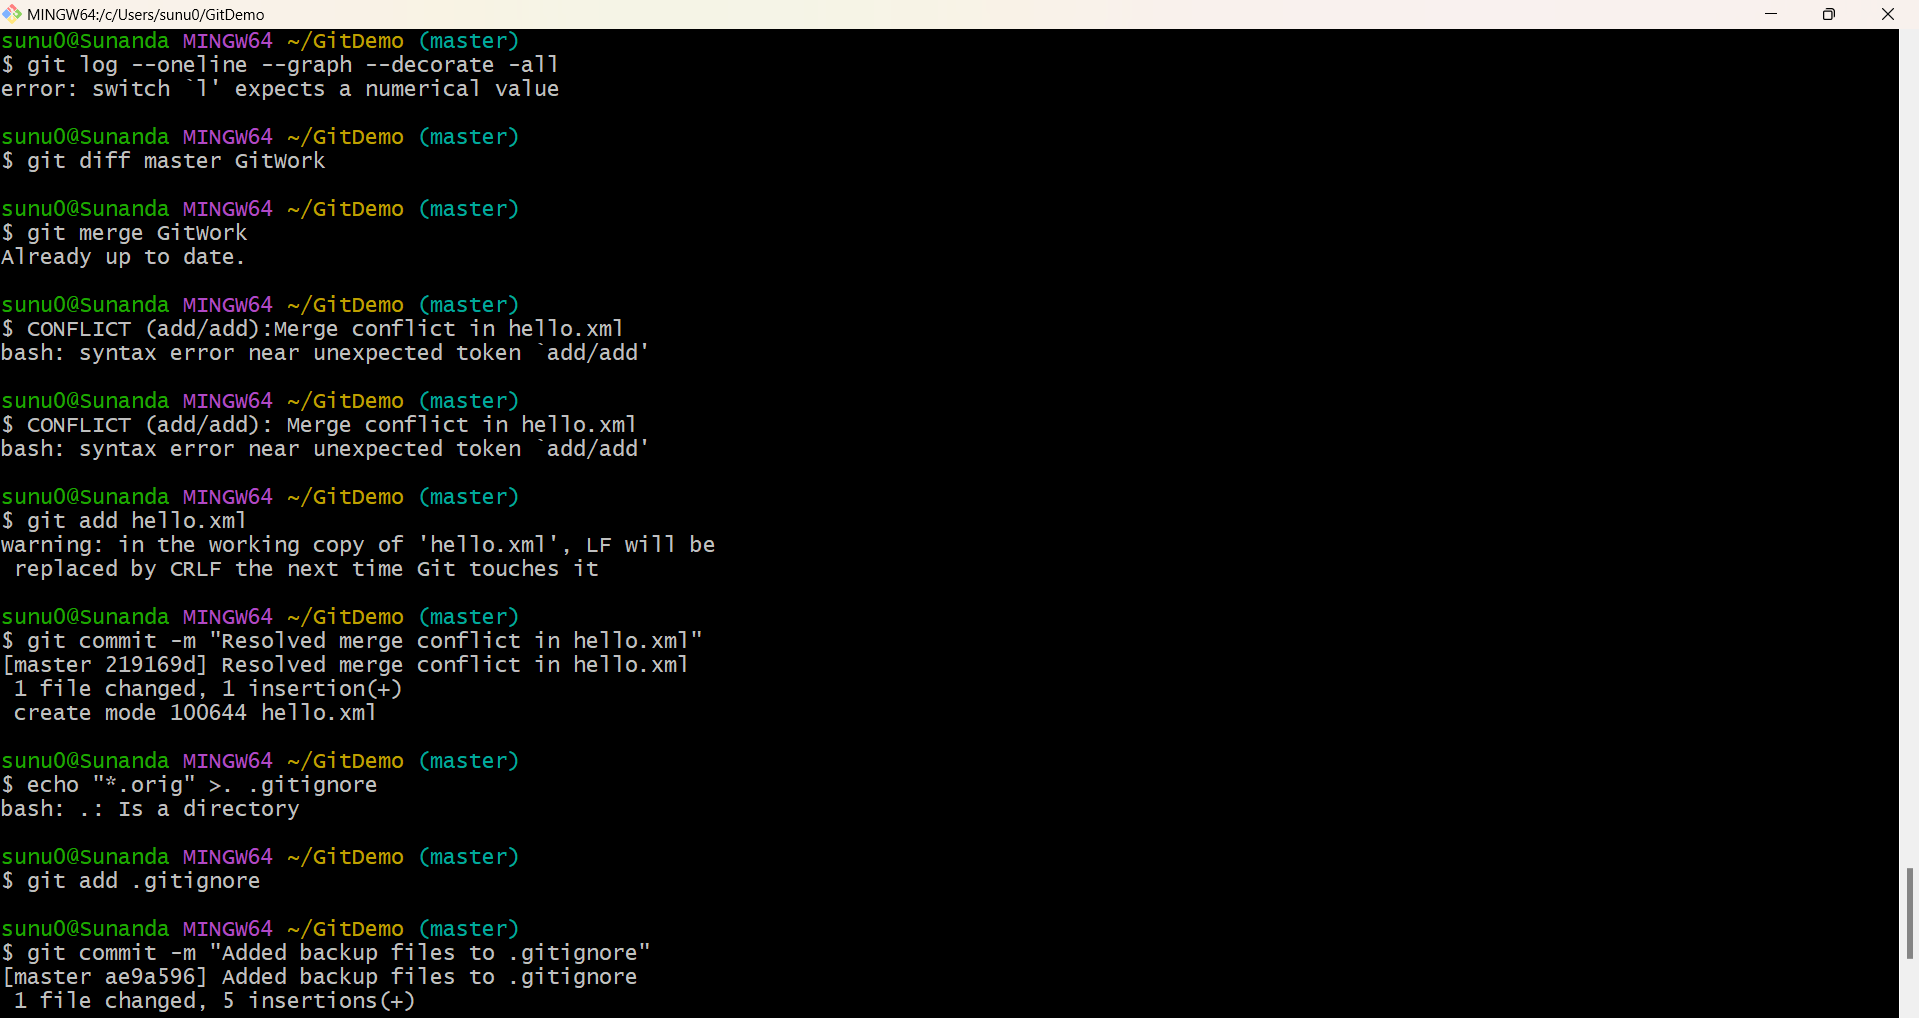 MINGW64:/c/Users/sunu0/GitDemo
sunu0@Sunanda MINGW64 ~/GitDemo (master)
$ git log --oneline --graph --decorate -all
error: switch `l' expects a numerical value
sunu0@Sunanda MINGW64 ~/GitDemo (master)
$ git diff master GitWork
sunu0@Sunanda MINGW64 ~/GitDemo (master)
$ git merge GitWork
Already up to date.
sunu0@Sunanda MINGW64 ~/GitDemo (master)
$ CONFLICT (add/add):Merge conflict in hello.xml
bash: syntax error near unexpected token `add/add'
sunu0@Sunanda MINGW64 ~/GitDemo (master)
$ CONFLICT (add/add): Merge conflict in hello.xml
bash: syntax error near unexpected token `add/add'
sunu0@Sunanda MINGW64 ~/GitDemo (master)
$ git add hello.xml
warning: in the working copy of 'hello.xml', LF will be
replaced by CRLF the next time Git touches it
sunu0@Sunanda MINGW64 ~/GitDemo (master)
$ git commit -m "Resolved merge conflict in hello.xml"
[master 219169d] Resolved merge conflict in hello.xml
1 file changed, 1 insertion(+)
create mode 100644 hello.xml
sunu0@Sunanda MINGW64 ~/GitDemo (master)
$ echo "*.orig" >. .gitignore
bash: .: Is a directory
sunu0@Sunanda MINGW64 ~/GitDemo (master)
$ git add .gitignore
sunu0@Sunanda MINGW64 ~/GitDemo (master)
$ git commit -m "Added backup files to .gitignore"
[master ae9a596] Added backup files to .gitignore
1 file changed, 5 insertions(+)